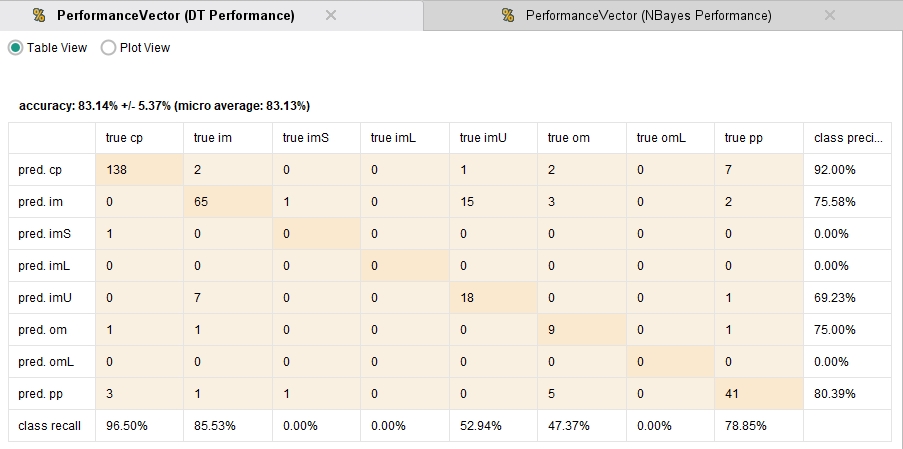 PerformanceVector (DT Performance) PerformanceVector (NBayes Performance)
Table View Plot View
accuracy: 83.14% +/- 5.37% (micro average: 83.13%)
true cp true im true imS true imL true imU true om true omL true pp class preci...
pred. cp 138 2 0 0 1 2 0 7 92.00%
pred. im 0 65 1 0 15 3 0 2 75.58%
pred. imS 1 0 0 0 0 0 0 0 0.00%
pred. imL 0 0 0 0 0 0 0 0 0.00%
pred. imU 0 7 0 0 18 0 0 1 69.23%
pred. om 1 1 0 0 0 9 0 1 75.00%
pred. omL 0 0 0 0 0 0 0 0 0.00%
pred. pp 3 1 1 0 0 5 0 41 80.39%
class recall 96.50% 85.53% 0.00% 0.00% 52.94% 47.37% 0.00% 78.85%